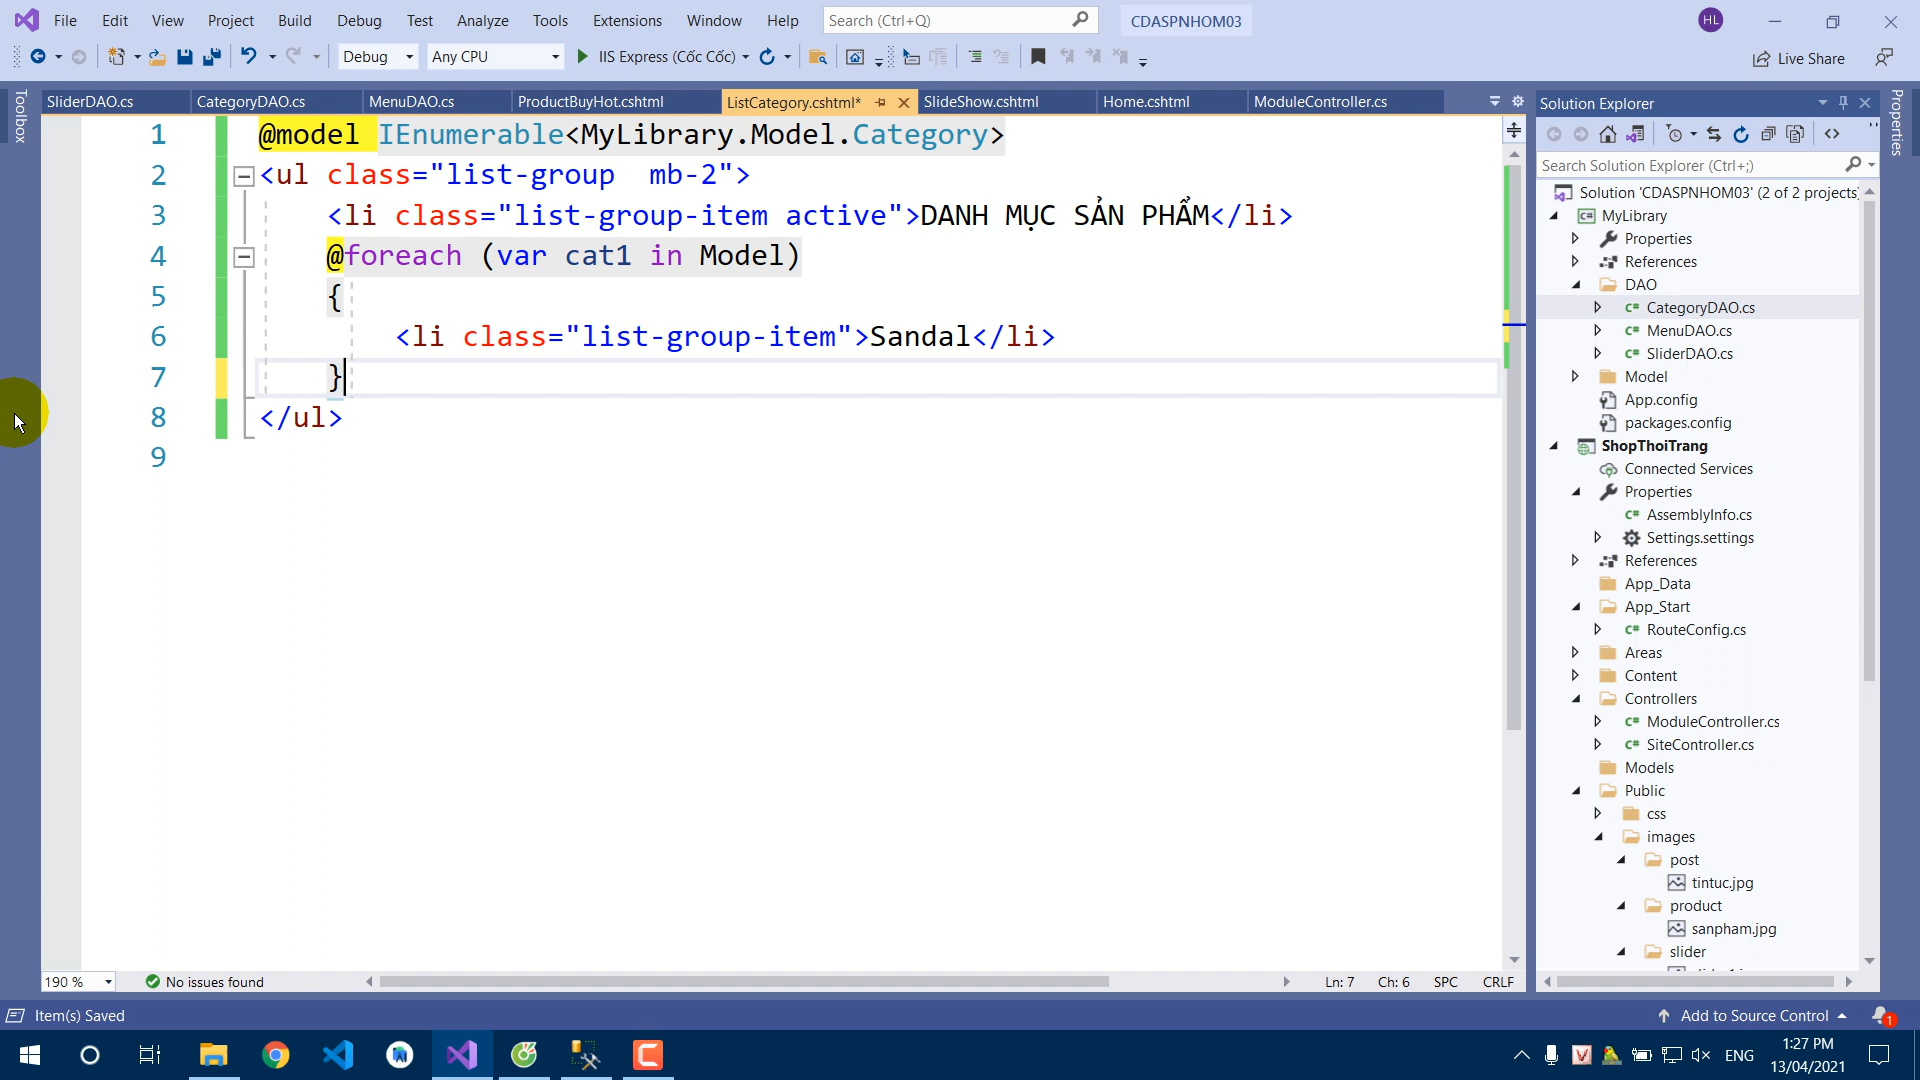 File Edit View Project Build Debug Test Analyze Tools Extensions Window Help Search (Ctrl+Q) CDASPNHOM03 HL
Debug Any CPU IIS Express (Cốc Cốc) Live Share
SliderDAO.cs CategoryDAO.cs MenuDAO.cs ProductBuyHot.cshtml ListCategory.cshtml* SlideShow.cshtml Home.cshtml ModuleController.cs
Toolbox
1 @model IEnumerable<MyLibrary.Model.Category>
2 <ul class="list-group  mb-2">
3 <li class="list-group-item active">DANH MỤC SẢN PHẨM</li>
4 @foreach (var cat1 in Model)
5 {
6 <li class="list-group-item">Sandal</li>
7 }
8 </ul>
9
190 % No issues found Ln: 7 Ch: 6 SPC CRLF
Solution Explorer
Properties
Search Solution Explorer (Ctrl+;)
Solution 'CDASPNHOM03' (2 of 2 projects)
MyLibrary
Properties
References
DAO
CategoryDAO.cs
MenuDAO.cs
SliderDAO.cs
Model
App.config
packages.config
ShopThoiTrang
Connected Services
Properties
AssemblyInfo.cs
Settings.settings
References
App_Data
App_Start
RouteConfig.cs
Areas
Content
Controllers
ModuleController.cs
SiteController.cs
Models
Public
css
images
post
tintuc.jpg
product
sanpham.jpg
slider
Item(s) Saved Add to Source Control 1
ENG 1:27 PM
13/04/2021